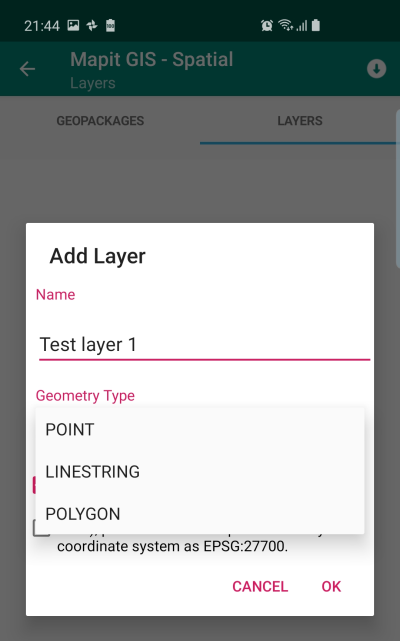 21:44
Mapit GIS - Spatial
Layers
GEOPACKAGES LAYERS
Add Layer
Name
Test layer 1
Geometry Type
POINT
LINESTRING
POLYGON
coordinate system as EPSG:27700.
CANCEL OK